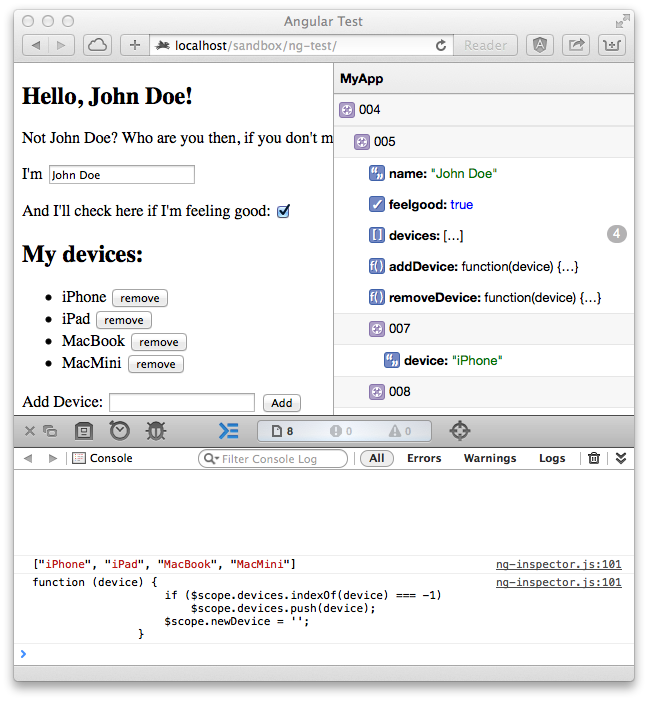 Angular Test
localhost/sandbox/ng-test/
Reader
Hello, John Doe!
Not John Doe? Who are you then, if you don't m
I'm John Doe
And I'll check here if I'm feeling good:
My devices:
iPhone remove
iPad remove
MacBook remove
MacMini remove
Add Device: Add
MyApp
004
005
name: "John Doe"
feelgood: true
devices: [...] 4
f() addDevice: function(device) {...}
f() removeDevice: function(device) {...}
007
device: "iPhone"
008
8 0 0
Console Filter Console Log All Errors Warnings Logs
["iPhone", "iPad", "MacBook", "MacMini"] ng-inspector.js:101
function (device) { ng-inspector.js:101
if ($scope.devices.indexOf(device) === -1)
$scope.devices.push(device);
$scope.newDevice = '';
}